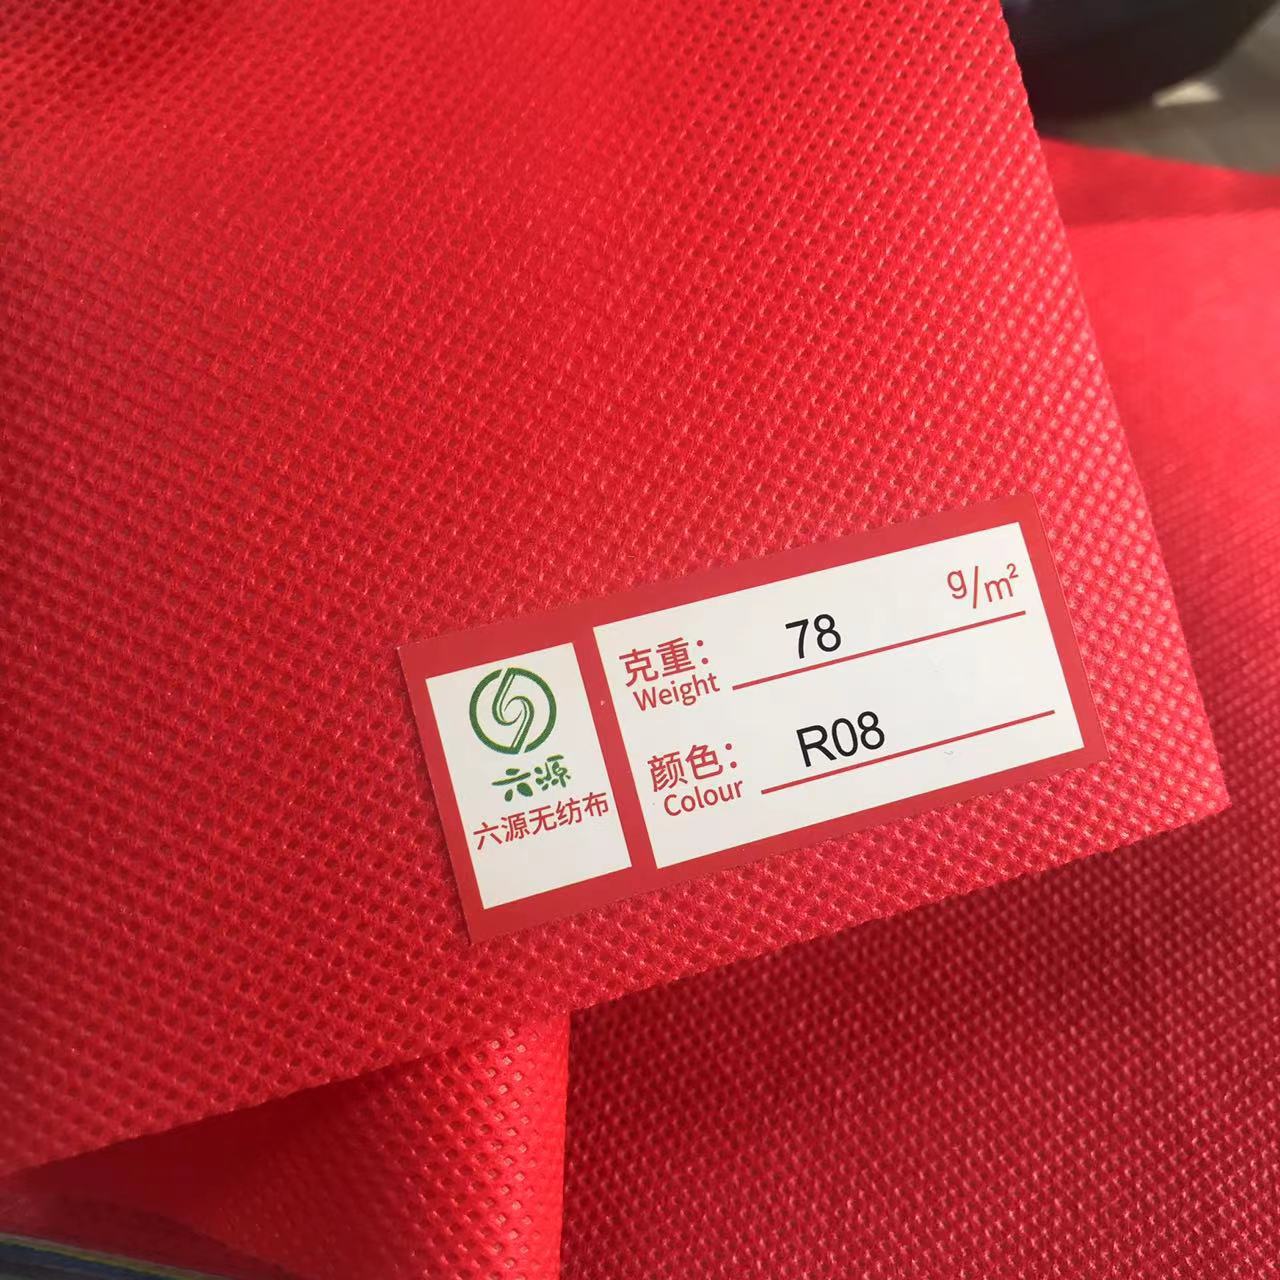 六源
六源无纺布
克重： 78 g/m²
Weight
颜色： R08
Colour